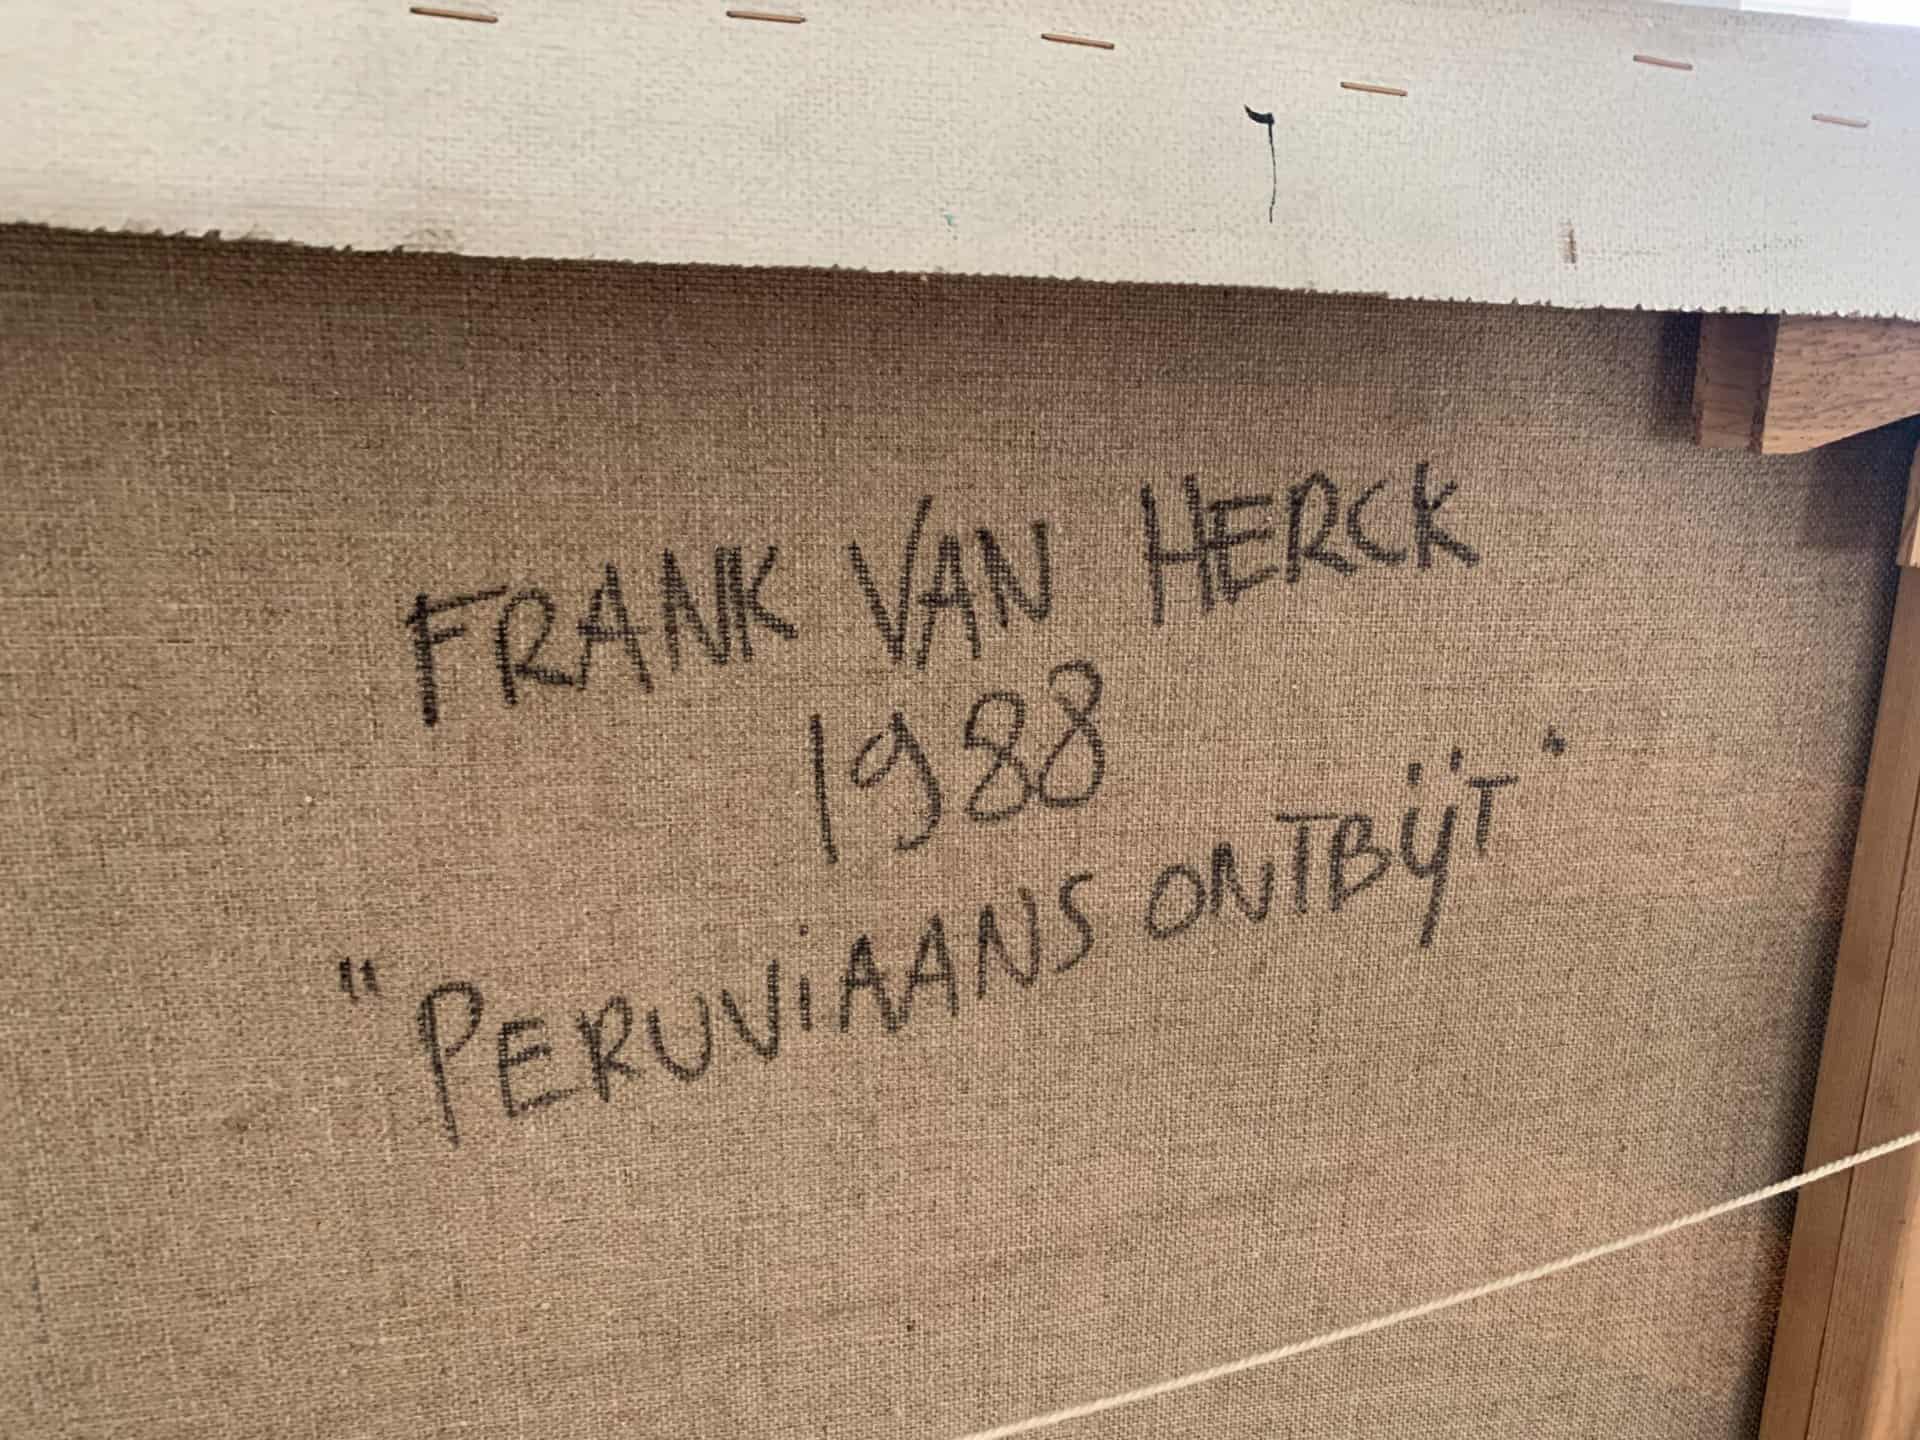 FRANK VAN HERCK
1988
"PERUViAANS ONTBIJT"